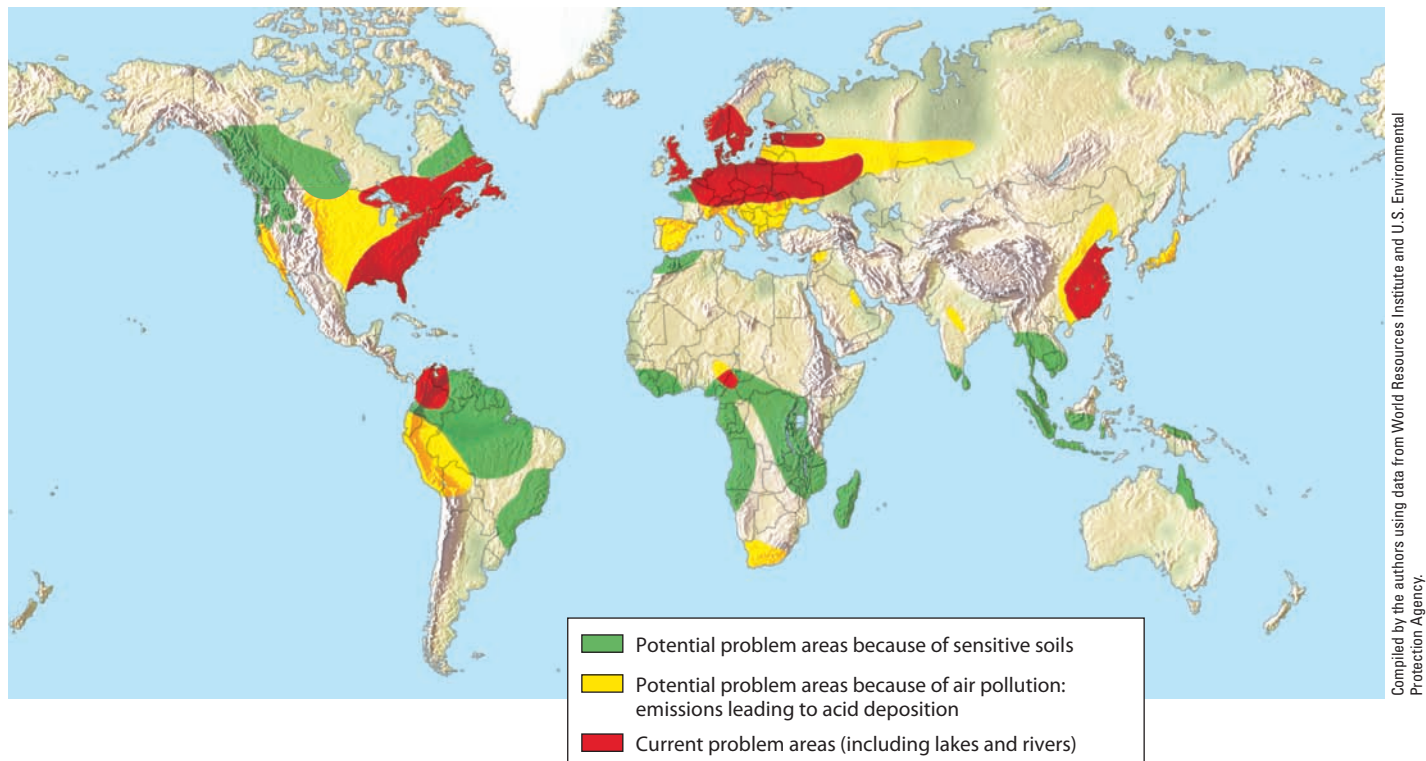 Potential problem areas because of sensitive soils
Potential problem areas because of air pollution:
emissions leading to acid deposition
Current problem areas (including lakes and rivers)
Compiled by the authors using data from World Resources Institute and U.S. Environmental
Protection Agency.